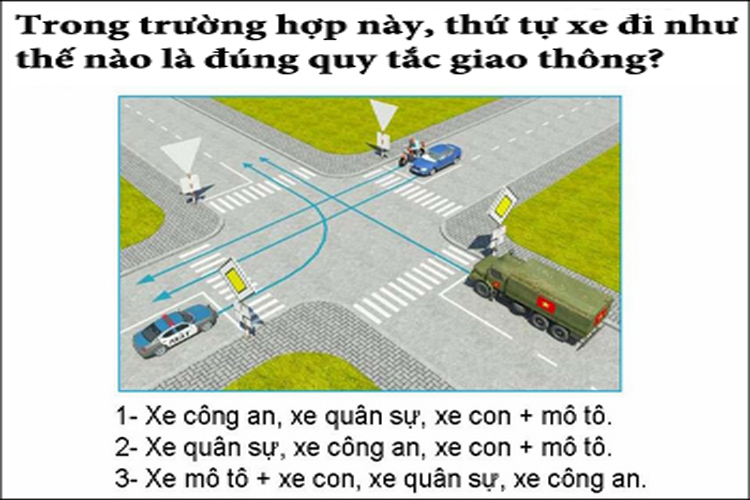 Trong trường hợp này, thứ tự xe đi như
thế nào là đúng quy tắc giao thông?
1- Xe công an, xe quân sự, xe con + mô tô.
2- Xe quân sự, xe công an, xe con + mô tô.
3- Xe mô tô + xe con, xe quân sự, xe công an.